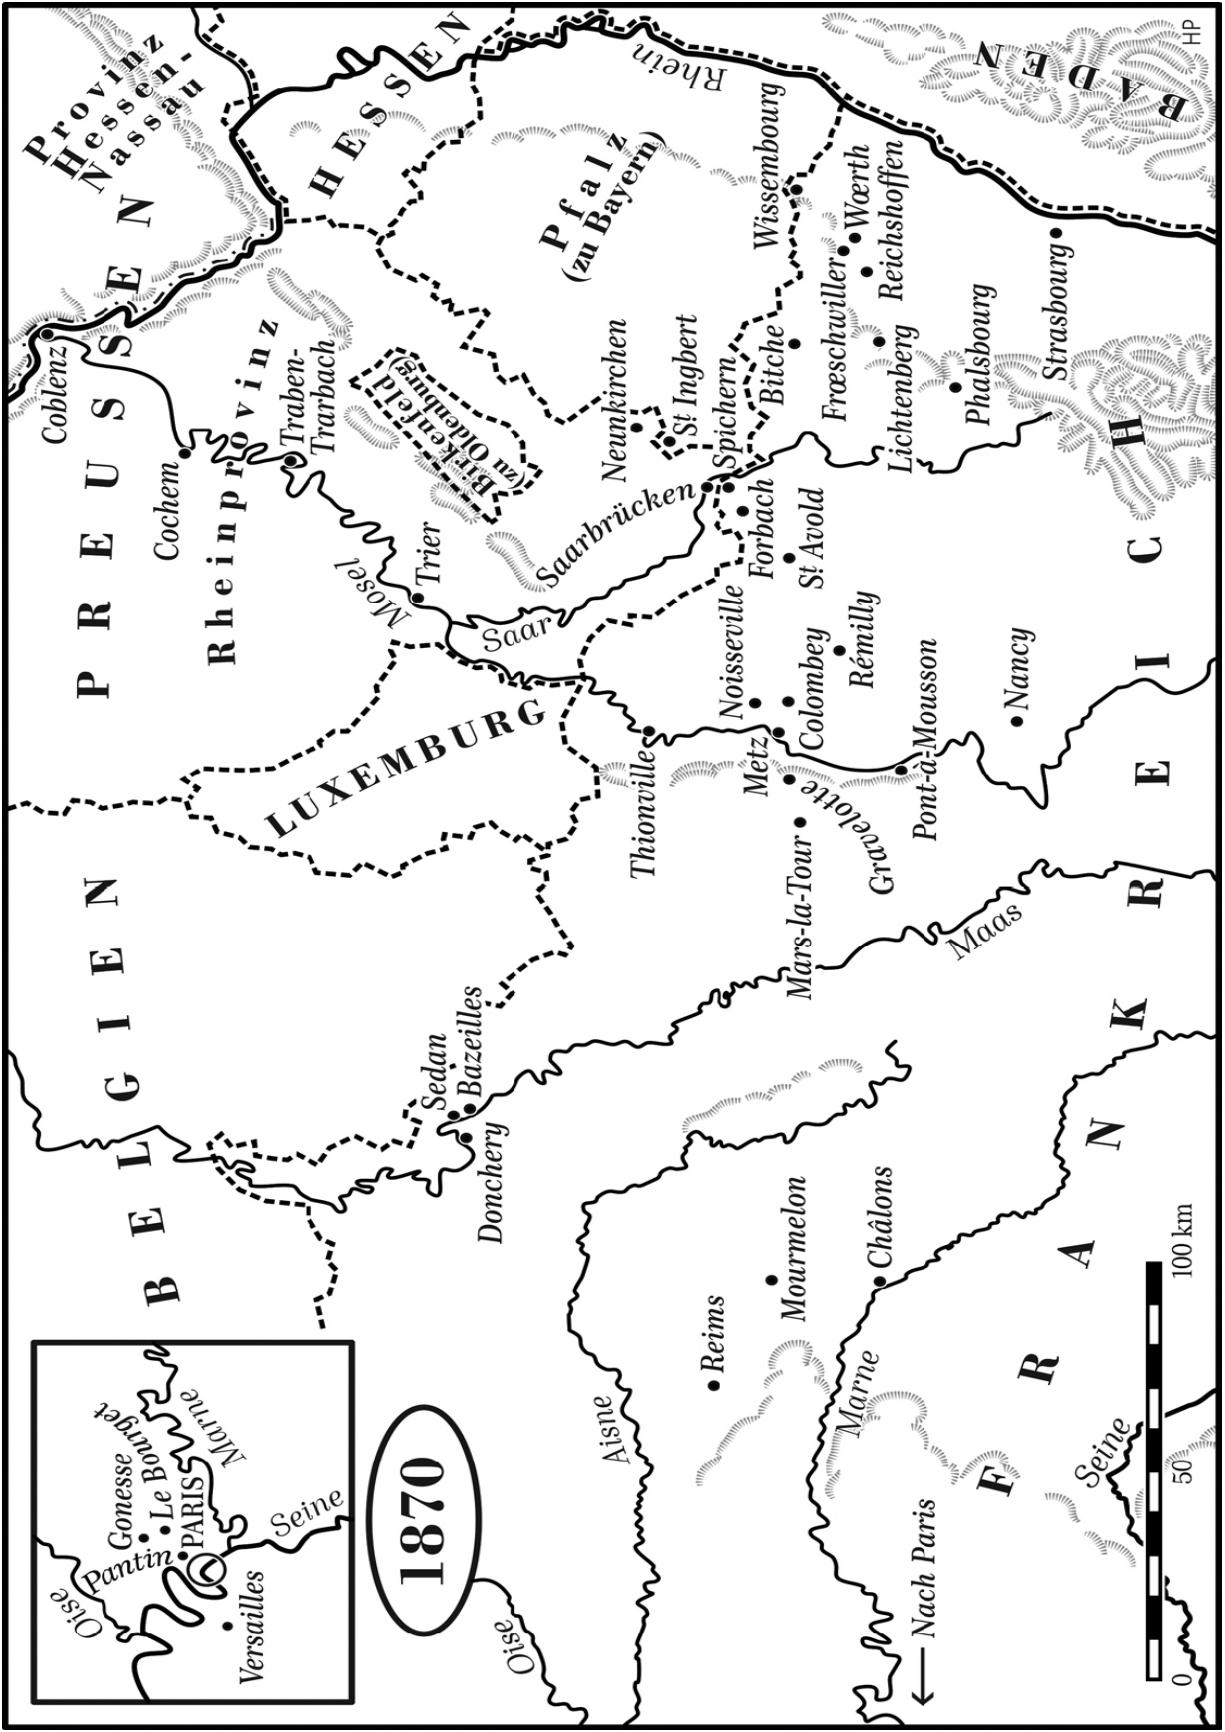 Oise
Pantin
Gonesse
Le Bourget
PARIS
Marne
Seine
Versailles
1870
BELGIEN
PREUSSEN
Provinz
Hessen-
Nassau
HESSEN
Rheinprovinz
Coblenz
Cochem
Traben-
Trarbach
Birkenfeld
(zu Oldenburg)
Mosel
Trier
Saar
LUXEMBURG
Pfalz
(zu Bayern)
Rhein
BADEN
Neunkirchen
St Ingbert
Saarbrücken
Spichern
Forbach
St Avold
Bitche
Wissembourg
Wœrth
Frœschwiller
Reichshoffen
Lichtenberg
Phalsbourg
Strasbourg
Sedan
Bazeilles
Donchery
Thionville
Noisseville
Metz
Colombey
Rémilly
Gravelotte
Mars-la-Tour
Pont-à-Mousson
Nancy
Maas
Oise
Aisne
Reims
Mourmelon
Châlons
Marne
← Nach Paris
Seine
FRANKREICH
0 50 100 km
HP